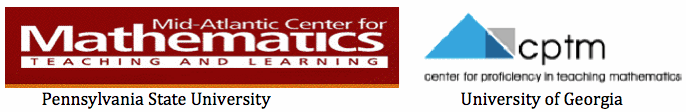 Mid-Atlantic Center for
Mathematics
TEACHING AND LEARNING
Pennsylvania State University
cptm
center for proficiency in teaching mathematics
University of Georgia